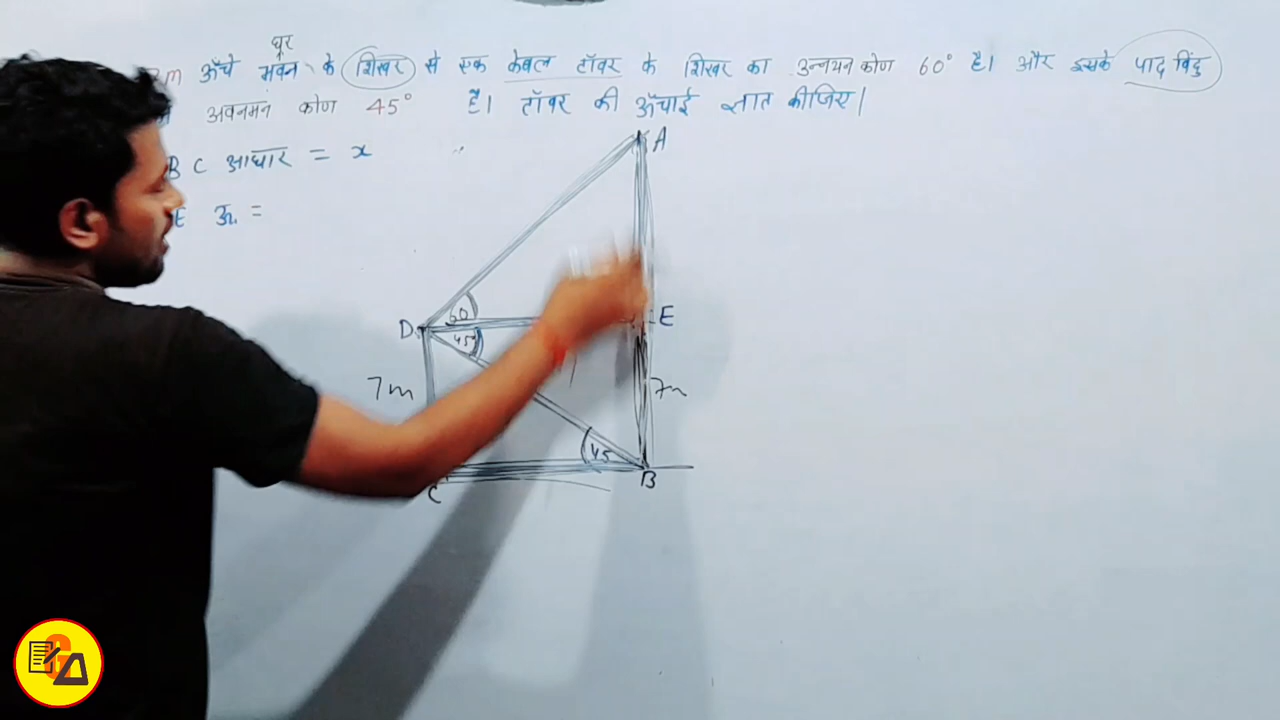 घर
m ऊँचे भवन के शिखर से एक केबल टॉवर के शिखर का उन्नयन कोण 60° है। और इसके पाद बिंदु
अवनमन कोण 45° है। टॉवर की ऊँचाई ज्ञात कीजिए।
A
B C आधार = x
E ऊ. =
60
D E
45
7m 7m
45
C B